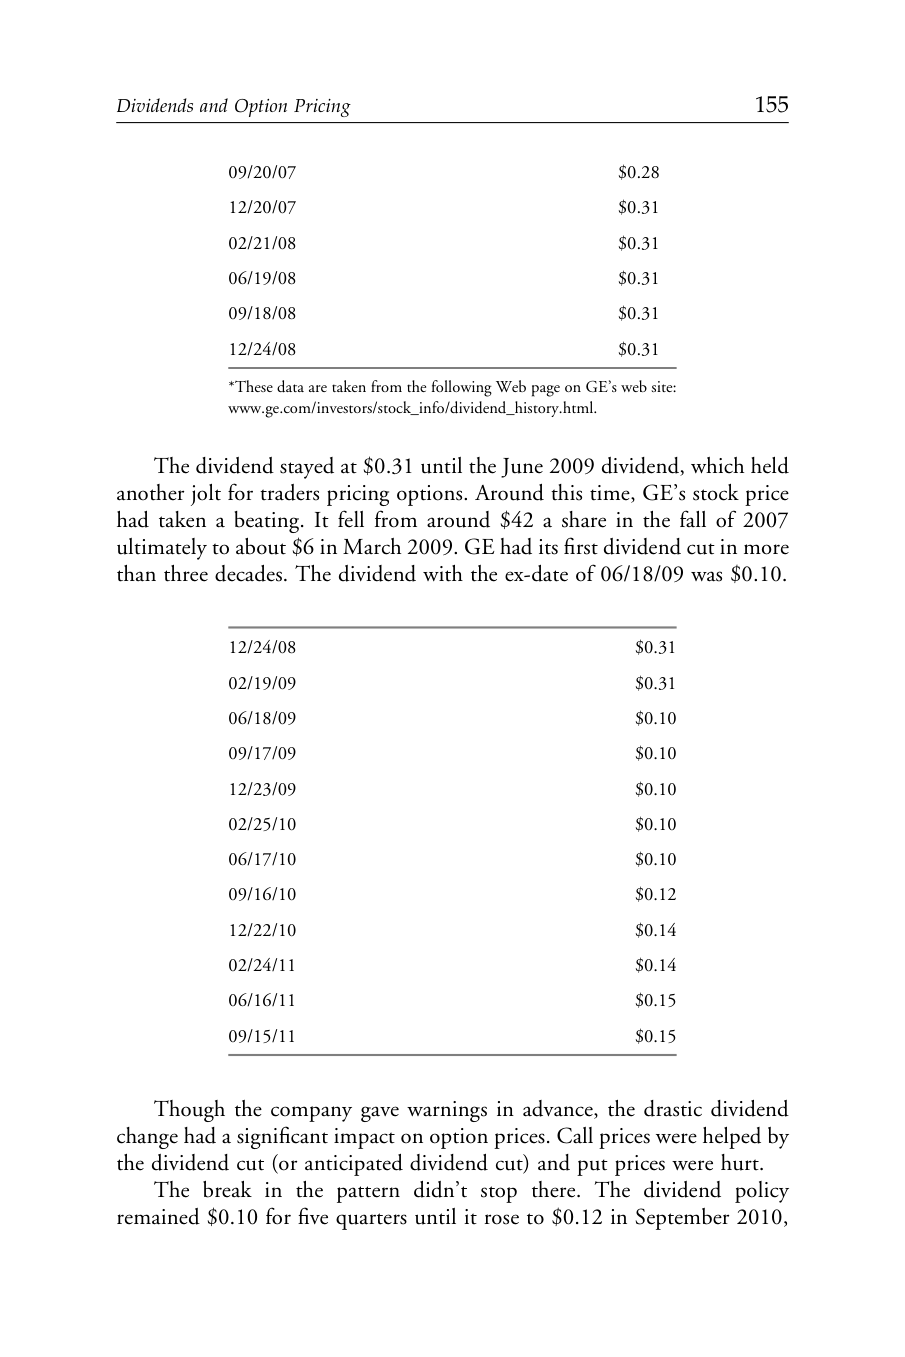 Dividends and Option Pricing 155
09/20/07 $0.28
12/20/07 $0.31
02/21/08 $0.31
06/19/08 $0.31
09/18/08 $0.31
12/24/08 $0.31
*These data are taken from the following Web page on GE’s web site:
www.ge.com/investors/stock_info/dividend_history.html.
The dividend stayed at $0.31 until the June 2009 dividend, which held
another jolt for traders pricing options. Around this time, GE’s stock price
had taken a beating. It fell from around $42 a share in the fall of 2007
ultimately to about $6 in March 2009. GE had its first dividend cut in more
than three decades. The dividend with the ex-date of 06/18/09 was $0.10.
12/24/08 $0.31
02/19/09 $0.31
06/18/09 $0.10
09/17/09 $0.10
12/23/09 $0.10
02/25/10 $0.10
06/17/10 $0.10
09/16/10 $0.12
12/22/10 $0.14
02/24/11 $0.14
06/16/11 $0.15
09/15/11 $0.15
Though the company gave warnings in advance, the drastic dividend
change had a significant impact on option prices. Call prices were helped by
the dividend cut (or anticipated dividend cut) and put prices were hurt.
The break in the pattern didn’t stop there. The dividend policy
remained $0.10 for five quarters until it rose to $0.12 in September 2010,